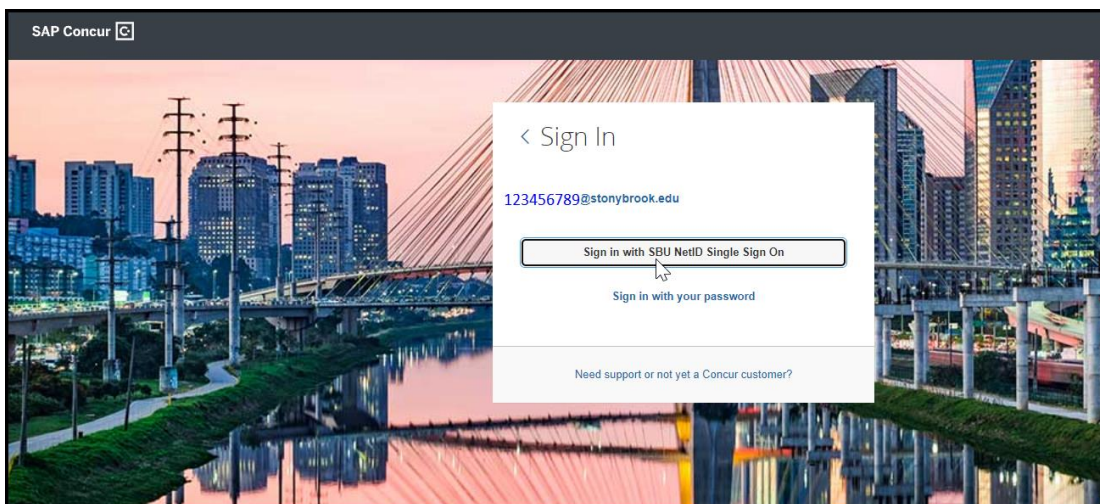 SAP Concur C
< Sign In
123456789@stonybrook.edu
Sign in with SBU NetID Single Sign On
Sign in with your password
Need support or not yet a Concur customer?